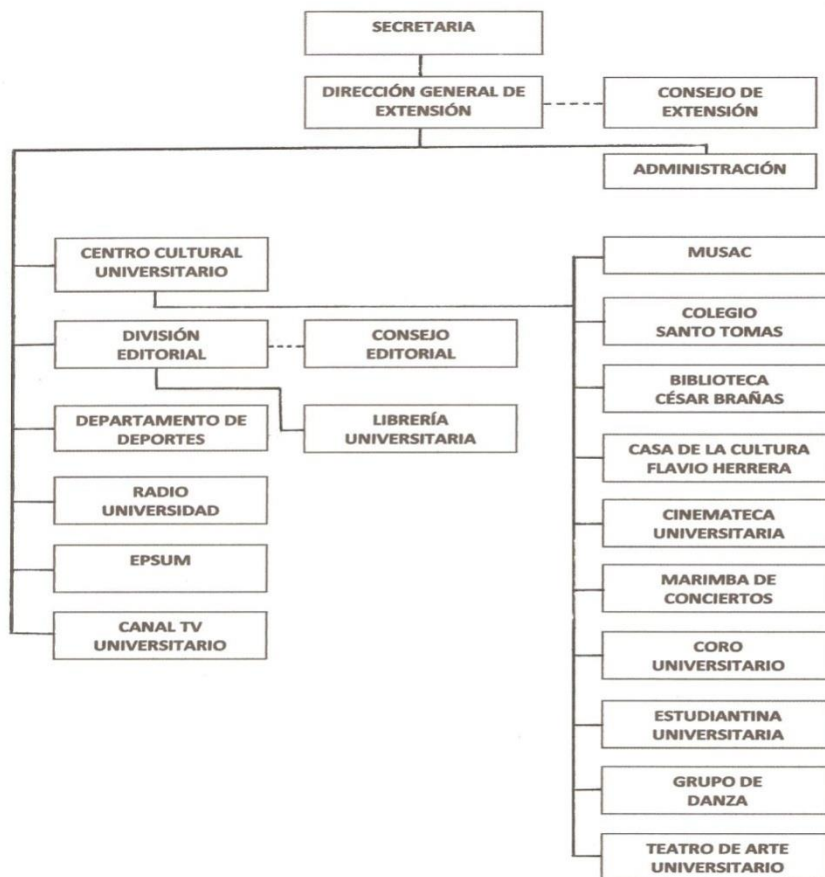 SECRETARIA
DIRECCIÓN GENERAL DE
EXTENSIÓN
CONSEJO DE
EXTENSIÓN
ADMINISTRACIÓN
CENTRO CULTURAL
UNIVERSITARIO
DIVISIÓN
EDITORIAL
CONSEJO
EDITORIAL
LIBRERÍA
UNIVERSITARIA
DEPARTAMENTO DE
DEPORTES
RADIO
UNIVERSIDAD
EPSUM
CANAL TV
UNIVERSITARIO
MUSAC
COLEGIO
SANTO TOMAS
BIBLIOTECA
CÉSAR BRAÑAS
CASA DE LA CULTURA
FLAVIO HERRERA
CINEMATECA
UNIVERSITARIA
MARIMBA DE
CONCIERTOS
CORO
UNIVERSITARIO
ESTUDIANTINA
UNIVERSITARIA
GRUPO DE
DANZA
TEATRO DE ARTE
UNIVERSITARIO